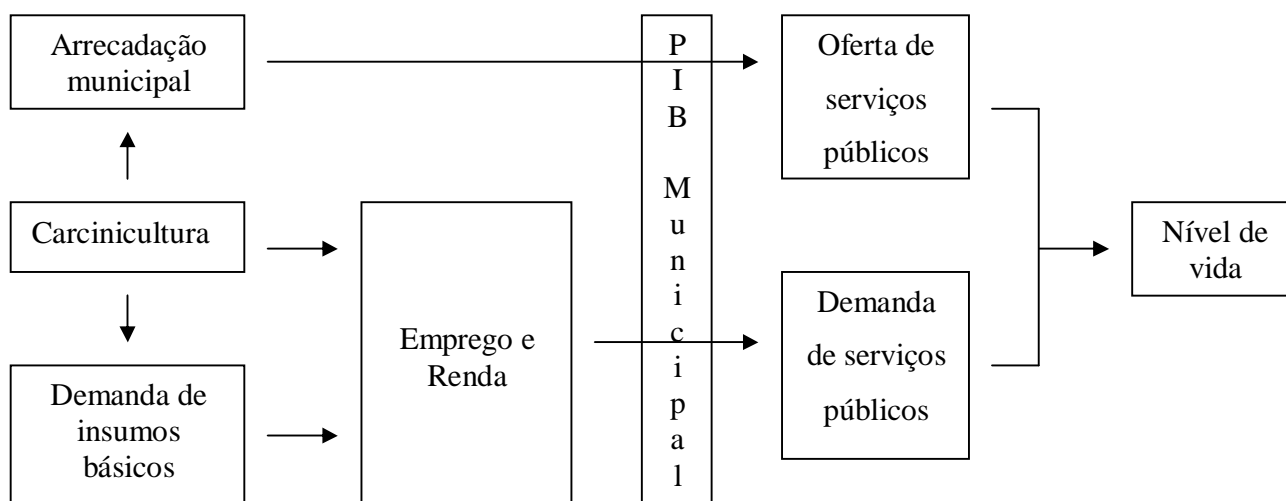 Arrecadação
municipal
P
I
B
M
u
n
i
c
i
p
a
l
Oferta de
serviços
públicos
Carcinicultura
Emprego e
Renda
Nível de
vida
Demanda
de serviços
públicos
Demanda de
insumos
básicos